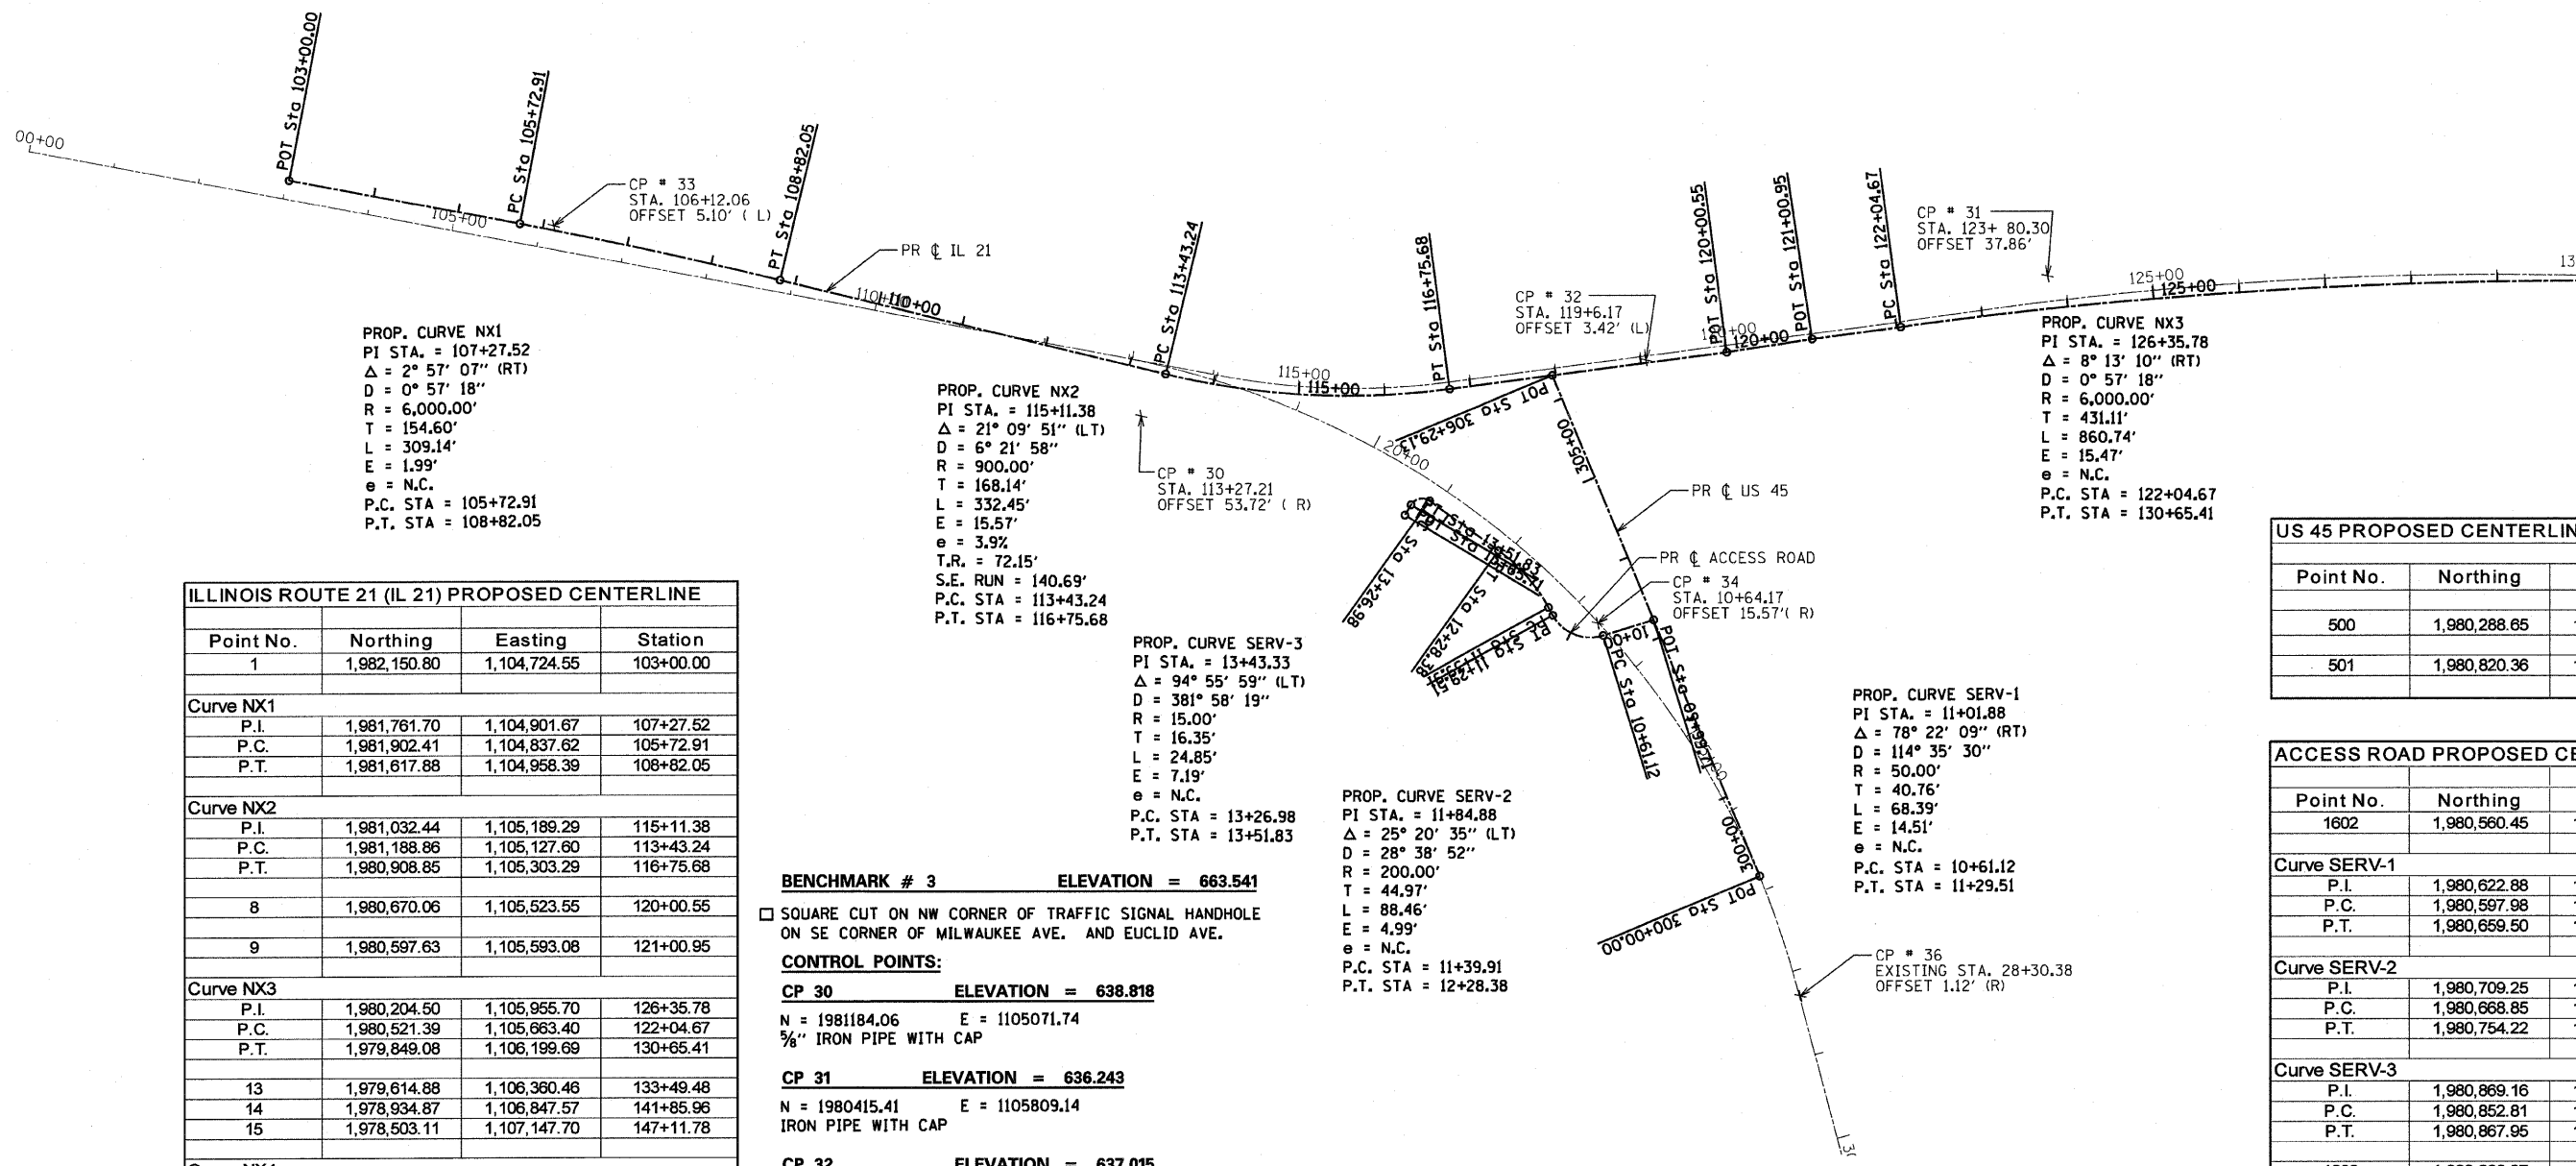 00+00
POT Sta 103+00.00
105+00
PC Sta 105+72.91
CP # 33
STA. 106+12.06
OFFSET 5.10' ( L)
PT Sta 108+82.05
PR ℄ IL 21
110+00
110+00
PC Sta 113+43.24
115+00
115+00
PT Sta 116+75.68
CP # 32
STA. 119+6.17
OFFSET 3.42' (L)
POT Sta 120+00.55
120+00
POT Sta 121+00.95
PC Sta 122+04.67
CP # 31
STA. 123+ 80.30
OFFSET 37.86'
125+00
125+00
13
PROP. CURVE NX1
PI STA. = 107+27.52
Δ = 2° 57' 07" (RT)
D = 0° 57' 18"
R = 6,000.00'
T = 154.60'
L = 309.14'
E = 1.99'
e = N.C.
P.C. STA = 105+72.91
P.T. STA = 108+82.05
PROP. CURVE NX2
PI STA. = 115+11.38
Δ = 21° 09' 51" (LT)
D = 6° 21' 58"
R = 900.00'
T = 168.14'
L = 332.45'
E = 15.57'
e = 3.9%
T.R. = 72.15'
S.E. RUN = 140.69'
P.C. STA = 113+43.24
P.T. STA = 116+75.68
CP # 30
STA. 113+27.21
OFFSET 53.72' ( R)
POT Sta 306+29.13
20+00
305+00
PR ℄ US 45
PR ℄ ACCESS ROAD
CP # 34
STA. 10+64.17
OFFSET 15.57'( R)
PROP. CURVE NX3
PI STA. = 126+35.78
Δ = 8° 13' 10" (RT)
D = 0° 57' 18"
R = 6,000.00'
T = 431.11'
L = 860.74'
E = 15.47'
e = N.C.
P.C. STA = 122+04.67
P.T. STA = 130+65.41
PT Sta 13+51.83
Sta 13+26.98
T Sta 12+28.38
PI Sta 11+29.51
10+00
PC Sta 10+61.12
300+00
POT Sta 300+00.00
PROP. CURVE SERV-3
PI STA. = 13+43.33
Δ = 94° 55' 59" (LT)
D = 381° 58' 19"
R = 15.00'
T = 16.35'
L = 24.85'
E = 7.19'
e = N.C.
P.C. STA = 13+26.98
P.T. STA = 13+51.83
PROP. CURVE SERV-2
PI STA. = 11+84.88
Δ = 25° 20' 35" (LT)
D = 28° 38' 52"
R = 200.00'
T = 44.97'
L = 88.46'
E = 4.99'
e = N.C.
P.C. STA = 11+39.91
P.T. STA = 12+28.38
PROP. CURVE SERV-1
PI STA. = 11+01.88
Δ = 78° 22' 09" (RT)
D = 114° 35' 30"
R = 50.00'
T = 40.76'
L = 68.39'
E = 14.51'
e = N.C.
P.C. STA = 10+61.12
P.T. STA = 11+29.51
CP # 36
EXISTING STA. 28+30.38
OFFSET 1.12' (R)
ILLINOIS ROUTE 21 (IL 21) PROPOSED CENTERLINE
Point No. Northing Easting Station
1 1,982,150.80 1,104,724.55 103+00.00
Curve NX1
P.I. 1,981,761.70 1,104,901.67 107+27.52
P.C. 1,981,902.41 1,104,837.62 105+72.91
P.T. 1,981,617.88 1,104,958.39 108+82.05
Curve NX2
P.I. 1,981,032.44 1,105,189.29 115+11.38
P.C. 1,981,188.86 1,105,127.60 113+43.24
P.T. 1,980,908.85 1,105,303.29 116+75.68
8 1,980,670.06 1,105,523.55 120+00.55
9 1,980,597.63 1,105,593.08 121+00.95
Curve NX3
P.I. 1,980,204.50 1,105,955.70 126+35.78
P.C. 1,980,521.39 1,105,663.40 122+04.67
P.T. 1,979,849.08 1,106,199.69 130+65.41
13 1,979,614.88 1,106,360.46 133+49.48
14 1,978,934.87 1,106,847.57 141+85.96
15 1,978,503.11 1,107,147.70 147+11.78
BENCHMARK # 3 ELEVATION = 663.541
SQUARE CUT ON NW CORNER OF TRAFFIC SIGNAL HANDHOLE
ON SE CORNER OF MILWAUKEE AVE. AND EUCLID AVE.
CONTROL POINTS:
CP 30 ELEVATION = 638.818
N = 1981184.06 E = 1105071.74
⅝" IRON PIPE WITH CAP
CP 31 ELEVATION = 636.243
N = 1980415.41 E = 1105809.14
IRON PIPE WITH CAP
CP 32 ELEVATION = 637.015
US 45 PROPOSED CENTERLIN
Point No. Northing
500 1,980,288.65
501 1,980,820.36
ACCESS ROAD PROPOSED CE
Point No. Northing
1602 1,980,560.45
Curve SERV-1
P.I. 1,980,622.88
P.C. 1,980,597.98
P.T. 1,980,659.50
Curve SERV-2
P.I. 1,980,709.25
P.C. 1,980,668.85
P.T. 1,980,754.22
Curve SERV-3
P.I. 1,980,869.16
P.C. 1,980,852.81
P.T. 1,980,867.95